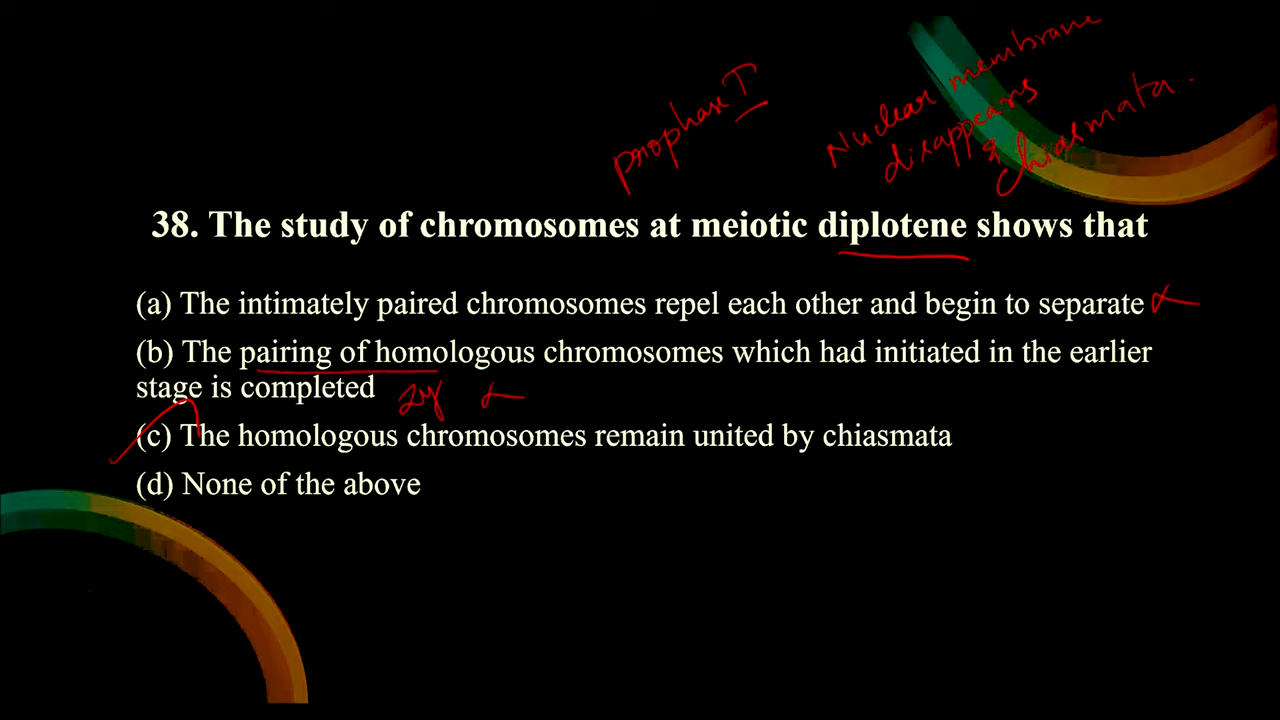 prophase I
Nuclear membrane
disappears
& chiasmata.
38. The study of chromosomes at meiotic diplotene shows that
(a) The intimately paired chromosomes repel each other and begin to separate
(b) The pairing of homologous chromosomes which had initiated in the earlier
stage is completed zy
(c) The homologous chromosomes remain united by chiasmata
(d) None of the above